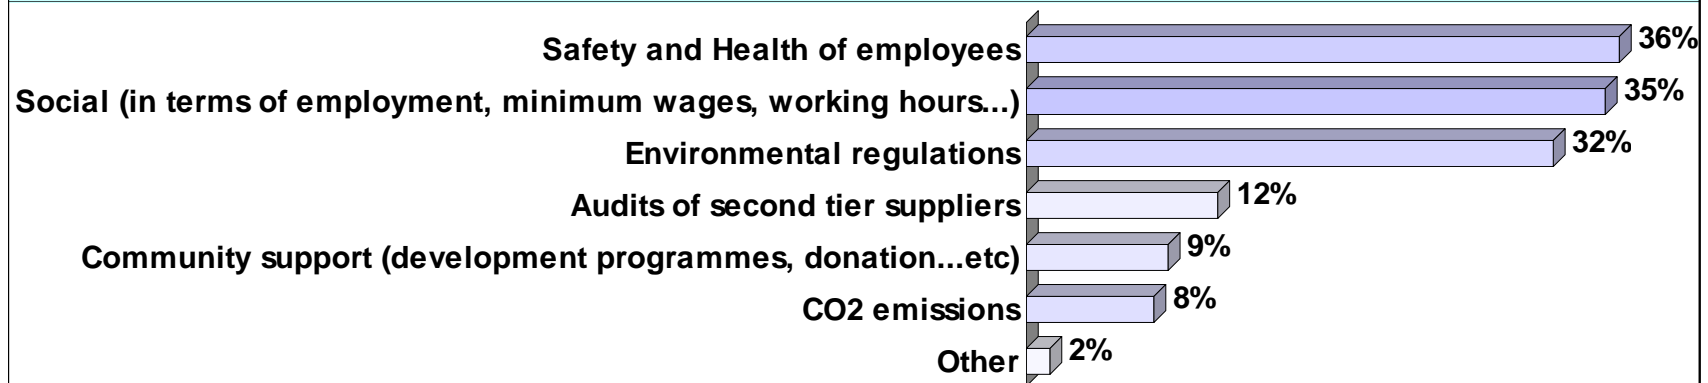 Safety and Health of employees 36%
Social (in terms of employment, minimum wages, working hours...) 35%
Environmental regulations 32%
Audits of second tier suppliers 12%
Community support (development programmes, donation...etc) 9%
CO2 emissions 8%
Other 2%